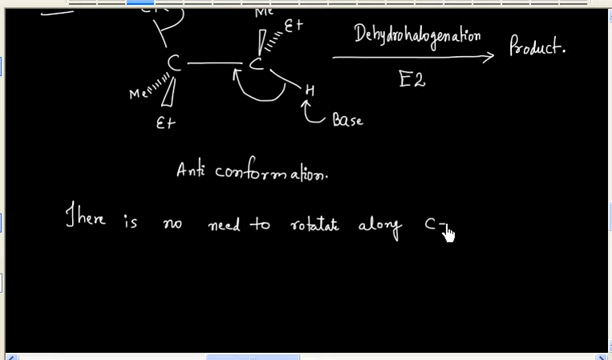 Me
Et
Dehydrohalogenation
Product.
C
C
E2
Me
H
Et
Base
Anti conformation.
There is no need to rotatate along C-